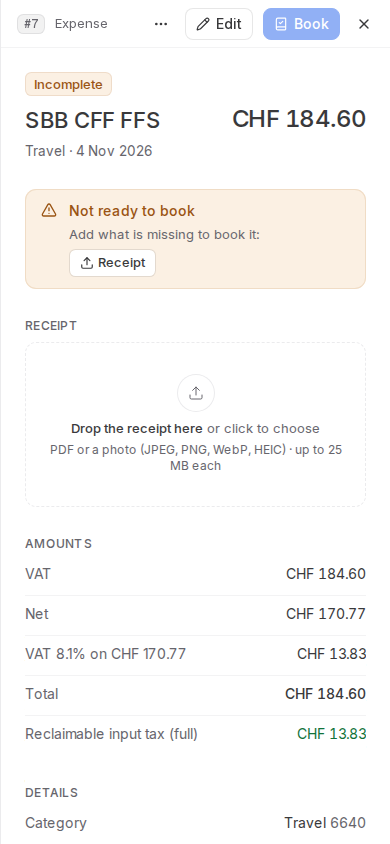 #7 Expense ... Edit Book
Incomplete
SBB CFF FFS CHF 184.60
Travel · 4 Nov 2026
Not ready to book
Add what is missing to book it:
Receipt
RECEIPT
Drop the receipt here or click to choose
PDF or a photo (JPEG, PNG, WebP, HEIC) · up to 25
MB each
AMOUNTS
VAT CHF 184.60
Net CHF 170.77
VAT 8.1% on CHF 170.77 CHF 13.83
Total CHF 184.60
Reclaimable input tax (full) CHF 13.83
DETAILS
Category Travel 6640